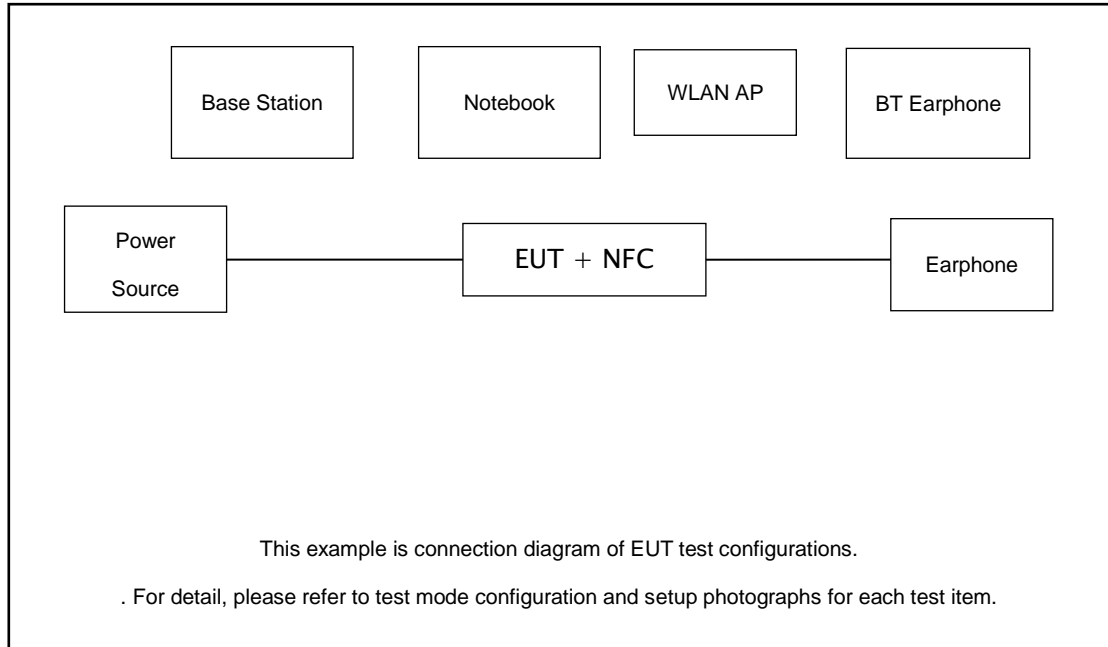 Base Station
Notebook
WLAN AP
BT Earphone
Power
Source
EUT + NFC
Earphone
This example is connection diagram of EUT test configurations.
. For detail, please refer to test mode configuration and setup photographs for each test item.